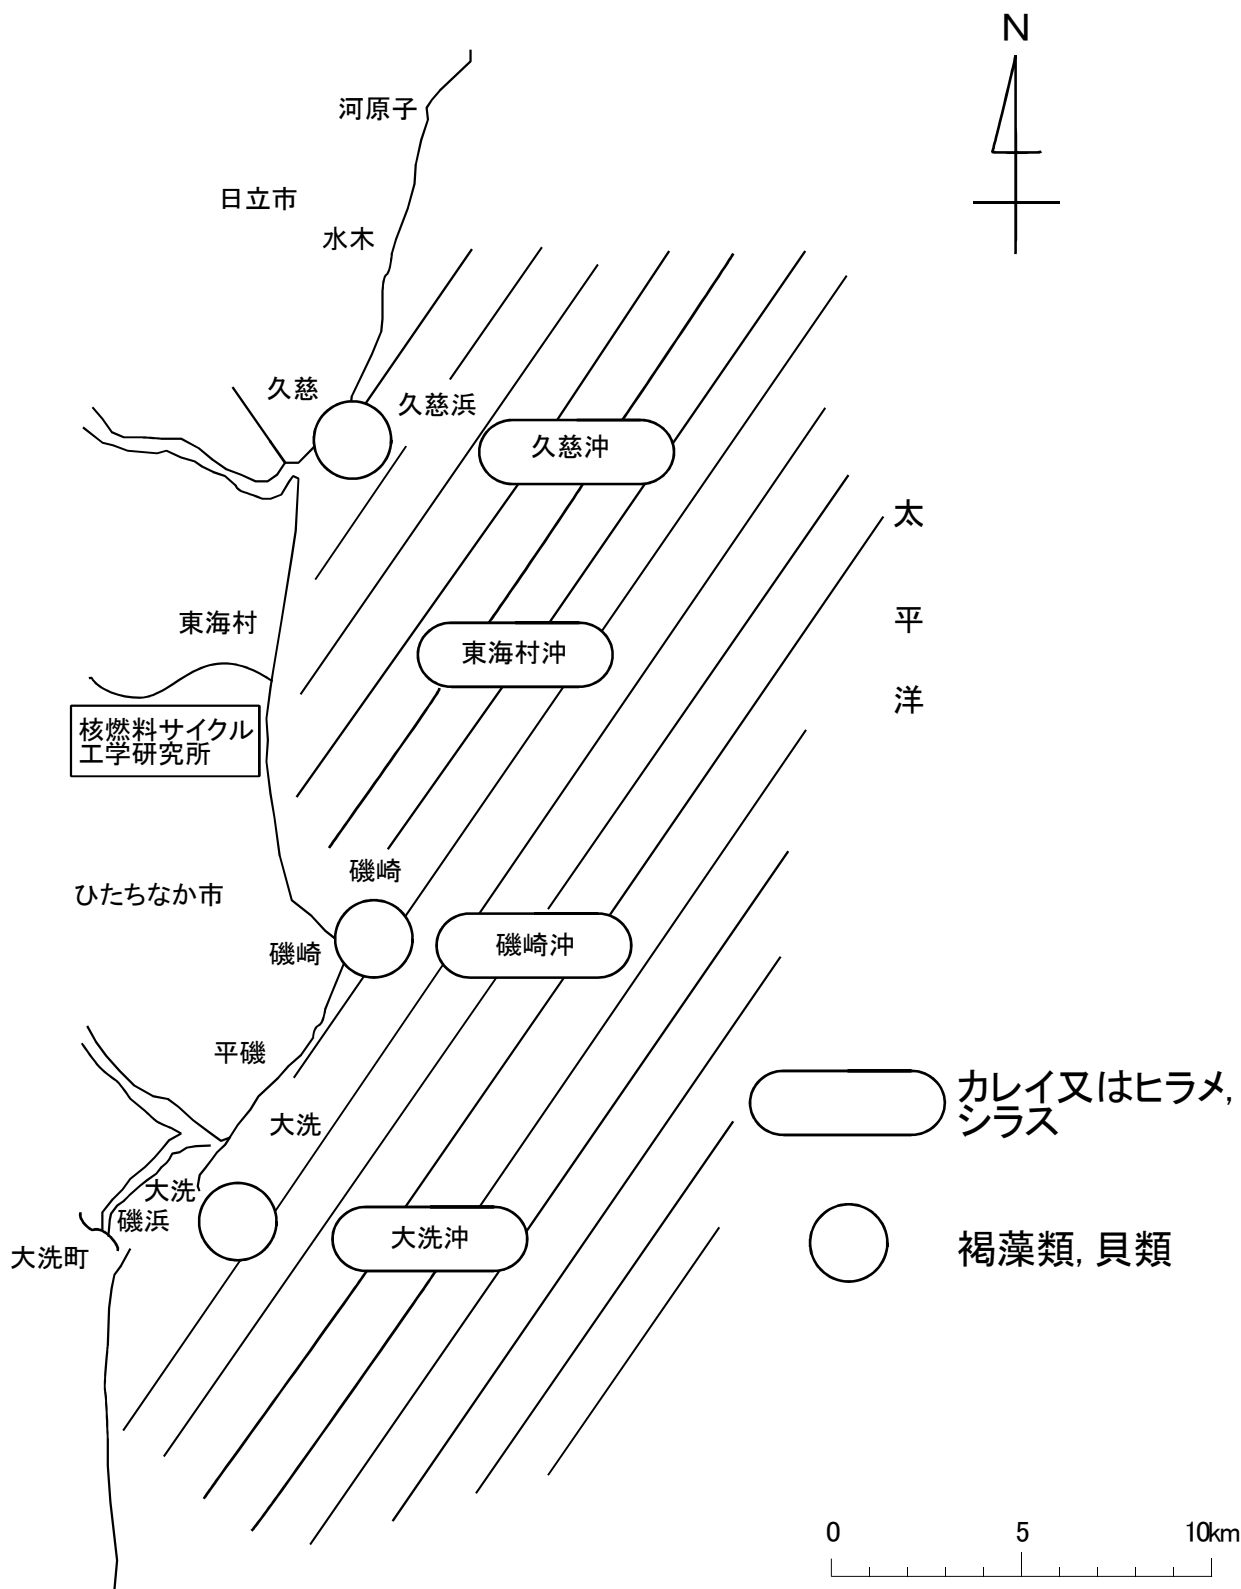 N
河原子
日立市
水木
久慈
久慈浜
久慈沖
太
平
洋
東海村
東海村沖
核燃料サイクル
工学研究所
磯崎
ひたちなか市
磯崎沖
磯崎
平磯
カレイ又はヒラメ,
シラス
大洗
大洗
磯浜
大洗沖
大洗町
褐藻類, 貝類
0 5 10km